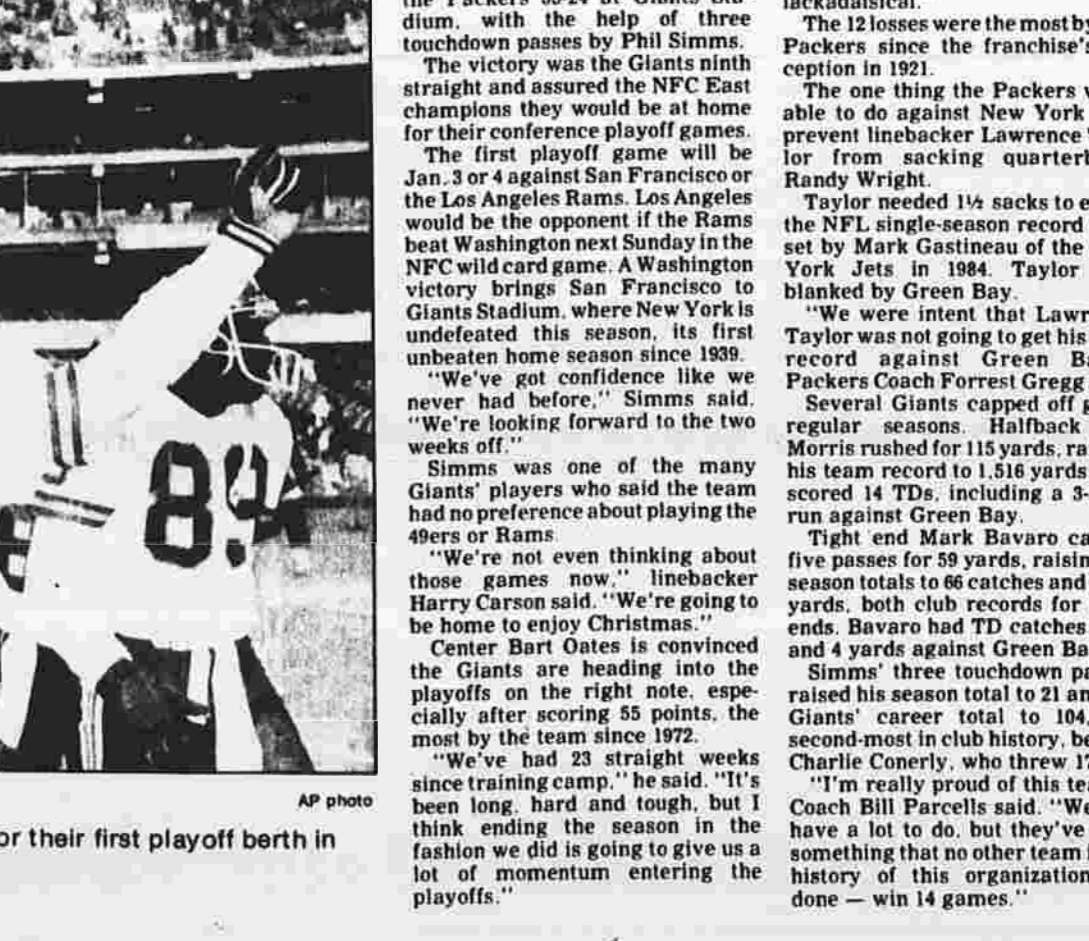 89
AP photo
or their first playoff berth in
the Packers 55-24 at Giants Sta-
dium, with the help of three
touchdown passes by Phil Simms.
The victory was the Giants ninth
straight and assured the NFC East
champions they would be at home
for their conference playoff games.
The first playoff game will be
Jan. 3 or 4 against San Francisco or
the Los Angeles Rams. Los Angeles
would be the opponent if the Rams
beat Washington next Sunday in the
NFC wild card game. A Washington
victory brings San Francisco to
Giants Stadium, where New York is
undefeated this season, its first
unbeaten home season since 1939.
"We've got confidence like we
never had before," Simms said.
"We're looking forward to the two
weeks off."
Simms was one of the many
Giants' players who said the team
had no preference about playing the
49ers or Rams.
"We're not even thinking about
those games now," linebacker
Harry Carson said. "We're going to
be home to enjoy Christmas."
Center Bart Oates is convinced
the Giants are heading into the
playoffs on the right note, espe-
cially after scoring 55 points, the
most by the team since 1972.
"We've had 23 straight weeks
since training camp," he said. "It's
been long, hard and tough, but I
think ending the season in the
fashion we did is going to give us a
lot of momentum entering the
playoffs."
lackadaisical.
The 12 losses were the most by
Packers since the franchise's
ception in 1921.
The one thing the Packers
able to do against New York
prevent linebacker Lawrence
lor from sacking quarterb
Randy Wright.
Taylor needed 1½ sacks to e
the NFL single-season record
set by Mark Gastineau of the
York Jets in 1984. Taylor
blanked by Green Bay.
"We were intent that Lawr
Taylor was not going to get his
record against Green Ba
Packers Coach Forrest Gregg
Several Giants capped off
regular seasons. Halfback
Morris rushed for 115 yards, ra
his team record to 1,516 yards
scored 14 TDs, including a 3-
run against Green Bay.
Tight end Mark Bavaro ca
five passes for 59 yards, raisin
season totals to 66 catches and
yards, both club records for
ends. Bavaro had TD catches
and 4 yards against Green Ba
Simms' three touchdown pa
raised his season total to 21 an
Giants' career total to 104,
second-most in club history, be
Charlie Conerly, who threw 17
"I'm really proud of this tea
Coach Bill Parcells said. "We
have a lot to do, but they've
something that no other team
history of this organization
done — win 14 games."